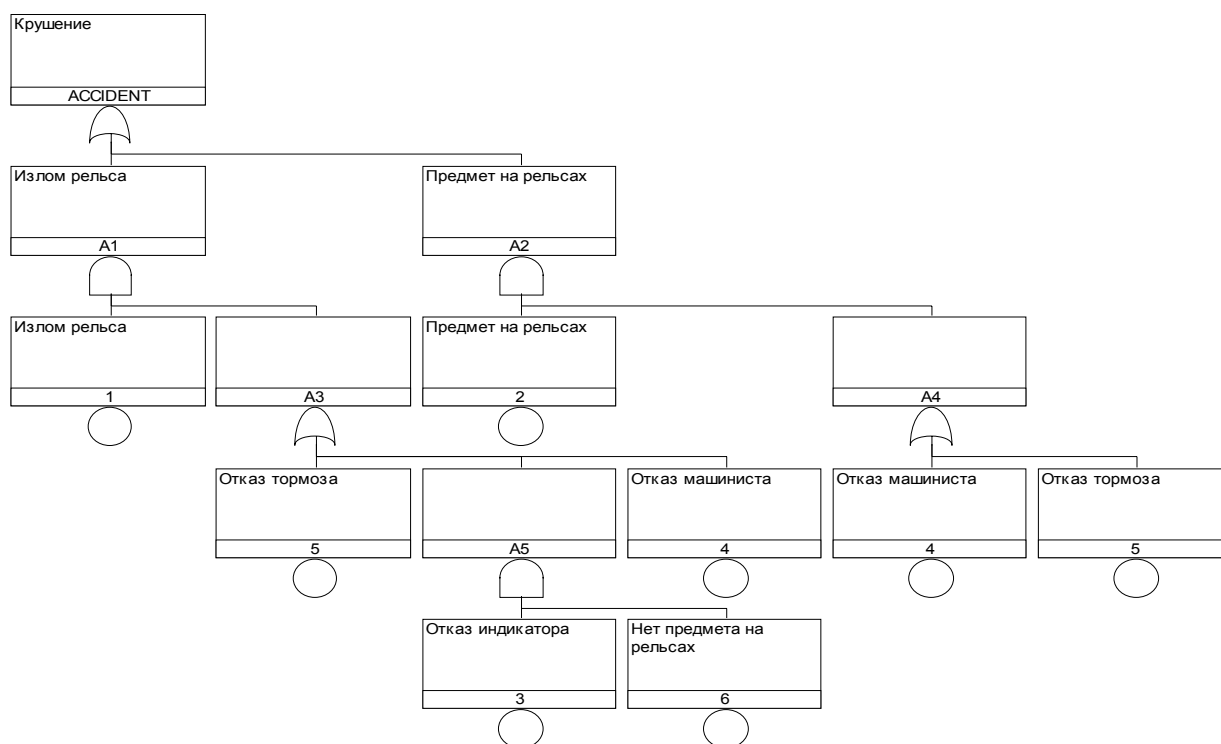 Крушение
ACCIDENT
Излом рельса
A1
Предмет на рельсах
A2
Излом рельса
1
A3
Предмет на рельсах
2
A4
Отказ тормоза
5
A5
Отказ машиниста
4
Отказ машиниста
4
Отказ тормоза
5
Отказ индикатора
3
Нет предмета на
рельсах
6